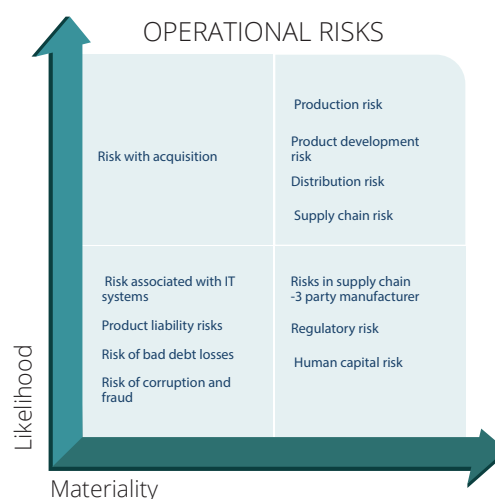 OPERATIONAL RISKS
Risk with acquisition
Production risk
Product development
risk
Distribution risk
Supply chain risk
Risk associated with IT
systems
Product liability risks
Risk of bad debt losses
Risk of corruption and
fraud
Risks in supply chain
-3 party manufacturer
Regulatory risk
Human capital risk
Likelihood
Materiality